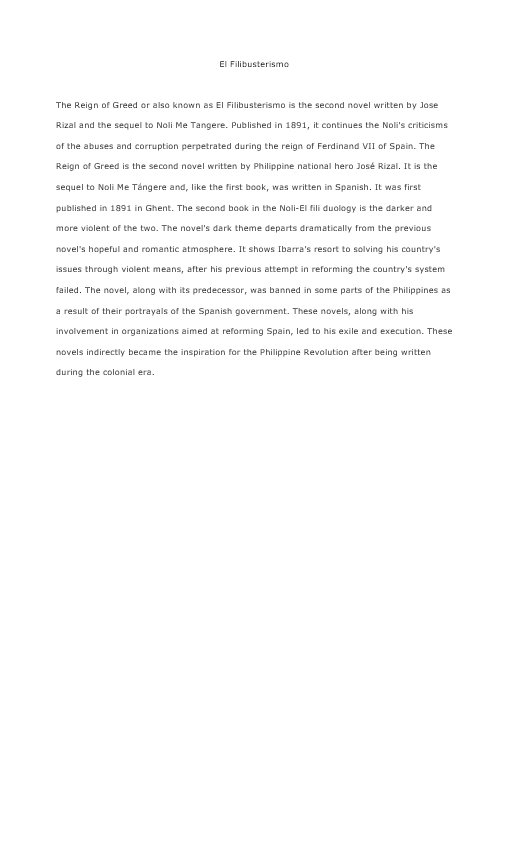 El Filibusterismo
The Reign of Greed or also known as El Filibusterismo is the second novel written by Jose
Rizal and the sequel to Noli Me Tangere. Published in 1891, it continues the Noli's criticisms
of the abuses and corruption perpetrated during the reign of Ferdinand VII of Spain. The
Reign of Greed is the second novel written by Philippine national hero José Rizal. It is the
sequel to Noli Me Tángere and, like the first book, was written in Spanish. It was first
published in 1891 in Ghent. The second book in the Noli-El fili duology is the darker and
more violent of the two. The novel's dark theme departs dramatically from the previous
novel's hopeful and romantic atmosphere. It shows Ibarra's resort to solving his country's
issues through violent means, after his previous attempt in reforming the country's system
failed. The novel, along with its predecessor, was banned in some parts of the Philippines as
a result of their portrayals of the Spanish government. These novels, along with his
involvement in organizations aimed at reforming Spain, led to his exile and execution. These
novels indirectly became the inspiration for the Philippine Revolution after being written
during the colonial era.